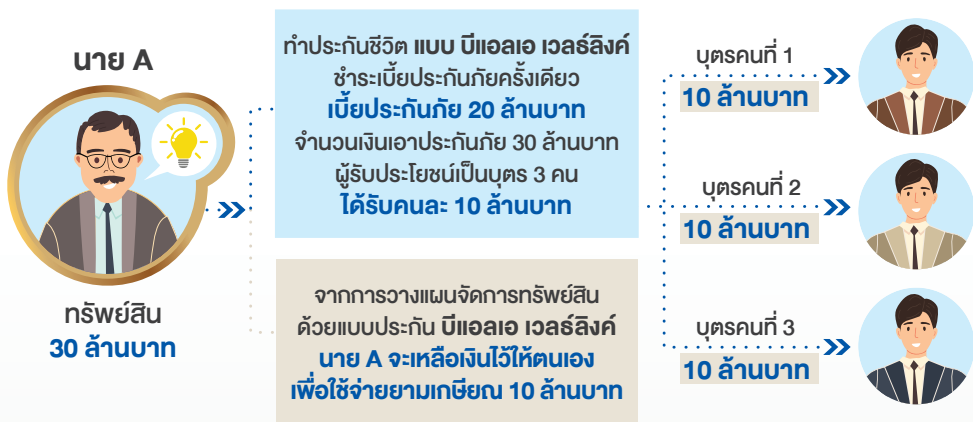 นาย A
ทรัพย์สิน
30 ล้านบาท
ทำประกันชีวิต แบบ บีแอลเอ เวลธ์ลิงค์
ชำระเบี้ยประกันภัยครั้งเดียว
เบี้ยประกันภัย 20 ล้านบาท
จำนวนเงินเอาประกันภัย 30 ล้านบาท
ผู้รับประโยชน์เป็นบุตร 3 คน
ได้รับคนละ 10 ล้านบาท
จากการวางแผนจัดการทรัพย์สิน
ด้วยแบบประกัน บีแอลเอ เวลธ์ลิงค์
นาย A จะเหลือเงินไว้ให้ตนเอง
เพื่อใช้จ่ายยามเกษียณ 10 ล้านบาท
บุตรคนที่ 1
10 ล้านบาท
บุตรคนที่ 2
10 ล้านบาท
บุตรคนที่ 3
10 ล้านบาท